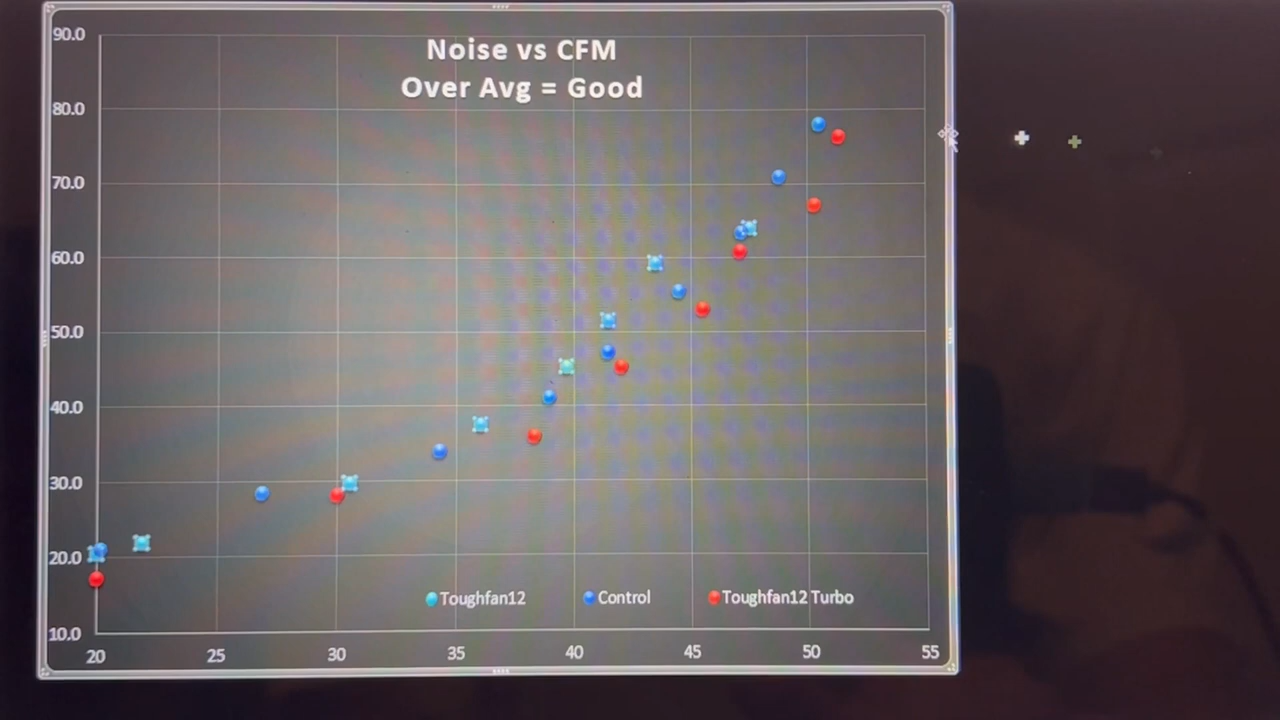 Noise vs CFM
Over Avg = Good
90.0
80.0
70.0
60.0
50.0
40.0
30.0
20.0
10.0
20 25 30 35 40 45 50 55
Toughfan12 Control Toughfan12 Turbo